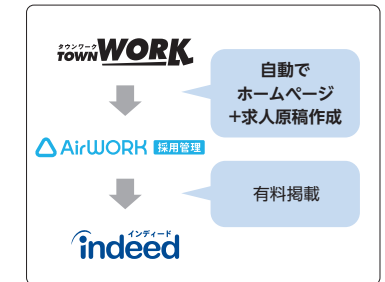 タウンワーク
TOWNWORK
自動で
ホームページ
+求人原稿作成
AirWORK 採用管理
有料掲載
インディード
indeed